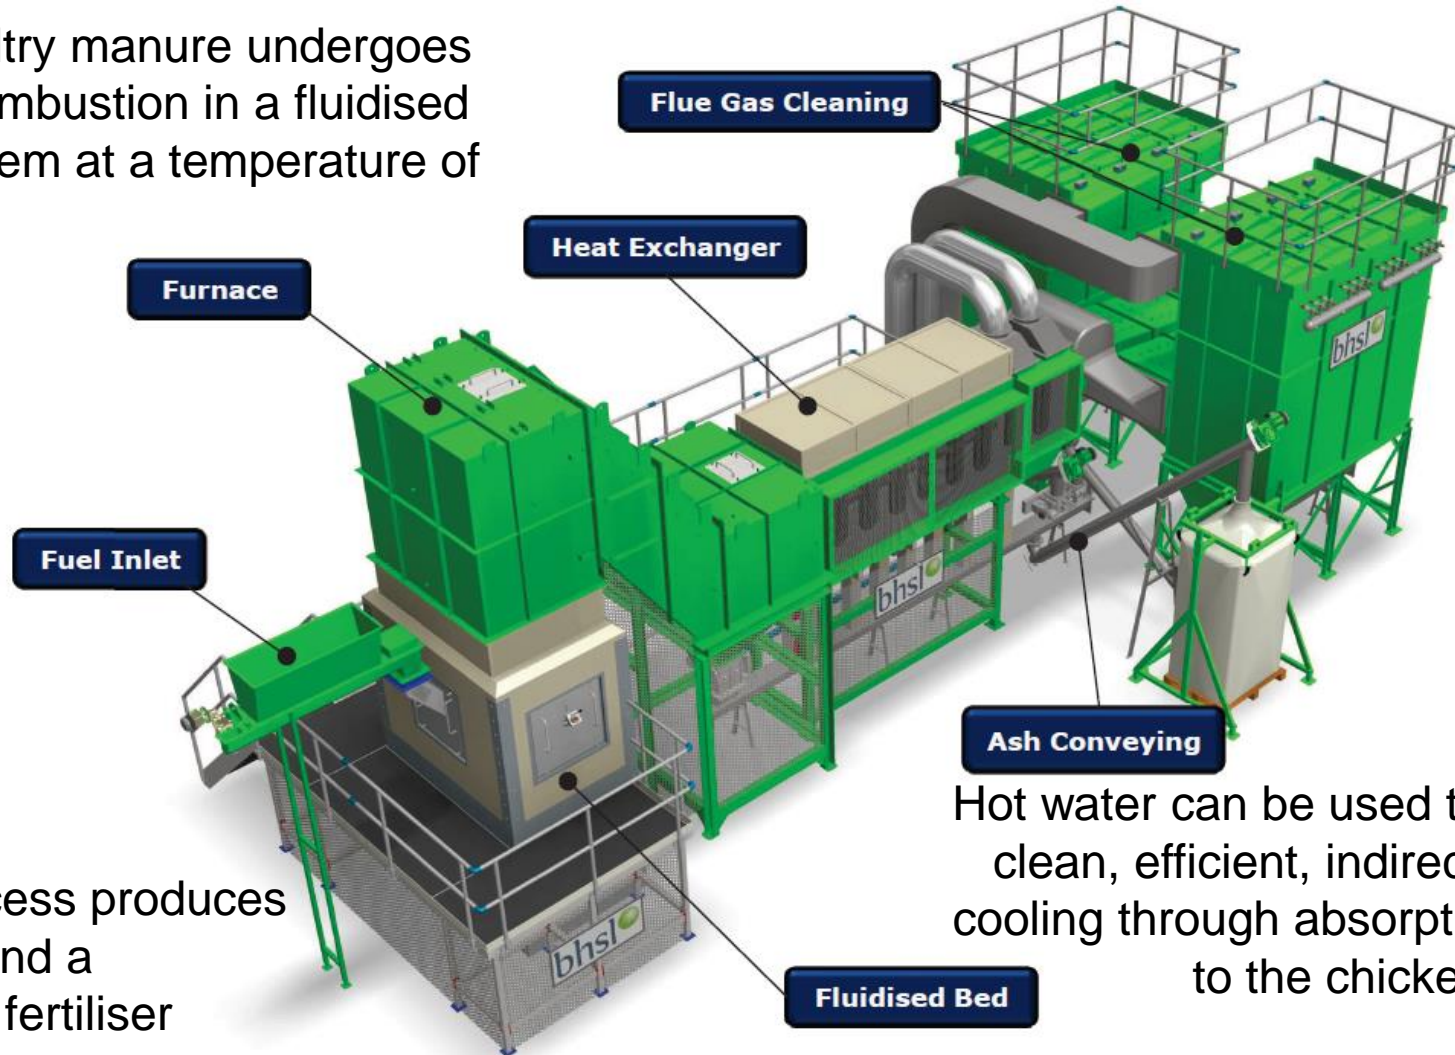 ltry manure undergoes
ombustion in a fluidised
em at a temperature of
Flue Gas Cleaning
Heat Exchanger
Furnace
Fuel Inlet
bhsl
bhsl
Ash Conveying
Hot water can be used t
clean, efficient, indirec
cooling through absorpt
to the chicke
cess produces
nd a
fertiliser
bhsl
Fluidised Bed